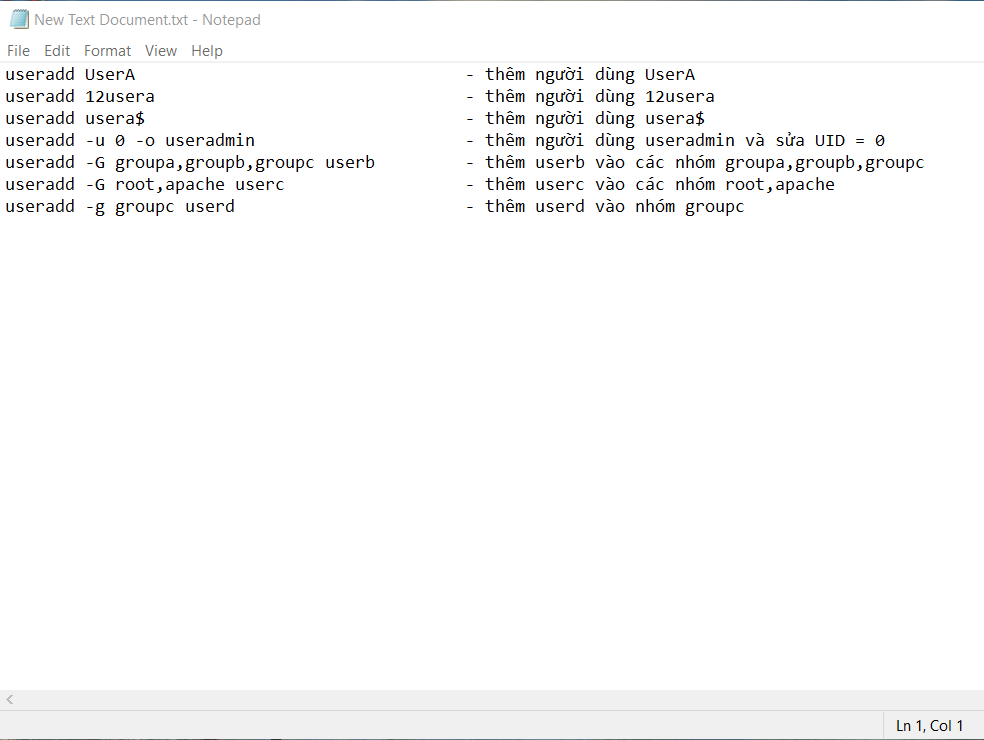 New Text Document.txt - Notepad
File Edit Format View Help
useradd UserA - thêm người dùng UserA
useradd 12usera - thêm người dùng 12usera
useradd usera$ - thêm người dùng usera$
useradd -u 0 -o useradmin - thêm người dùng useradmin và sửa UID = 0
useradd -G groupa,groupb,groupc userb - thêm userb vào các nhóm groupa,groupb,groupc
useradd -G root,apache userc - thêm userc vào các nhóm root,apache
useradd -g groupc userd - thêm userd vào nhóm groupc
Ln 1, Col 1